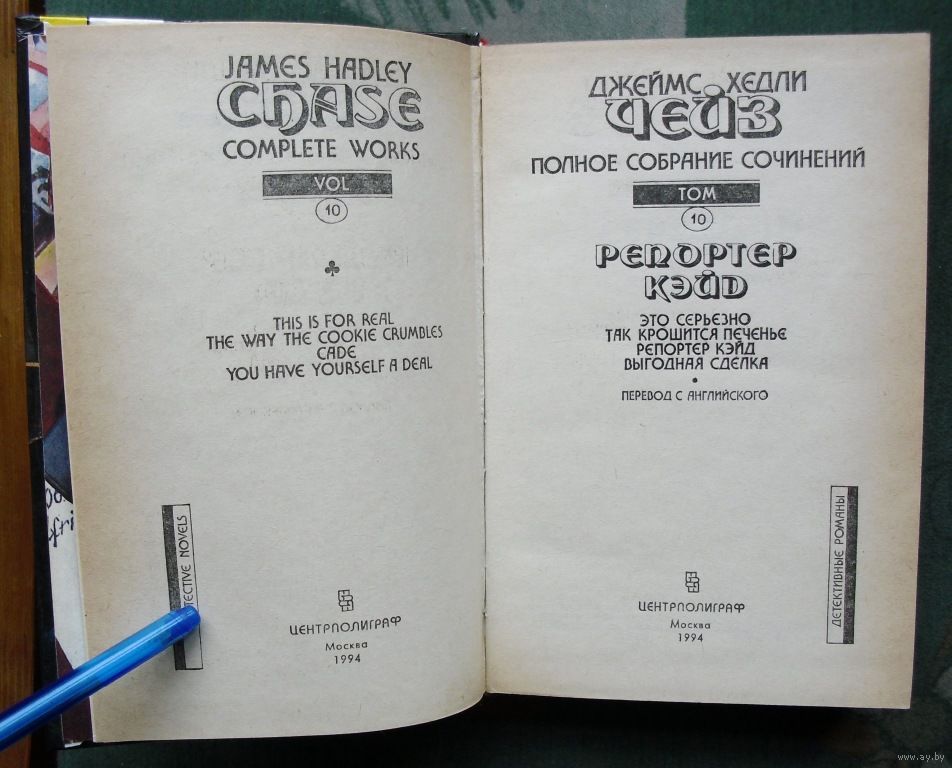 JAMES HADLEY
CHASE
COMPLETE WORKS
VOL
10
THIS IS FOR REAL
THE WAY THE COOKIE CRUMBLES
CADE
YOU HAVE YOURSELF A DEAL
NOVELS
ЦЕНТРПОЛИГРАФ
Москва
1994
ДЖЕЙМС ХЕДЛИ
ЧЕЙЗ
ПОЛНОЕ СОБРАНИЕ СОЧИНЕНИЙ
ТОМ
10
РЕПОРТЕР
КЭЙД
ЭТО СЕРЬЕЗНО
ТАК КРОШИТСЯ ПЕЧЕНЬЕ
РЕПОРТЕР КЭЙД
ВЫГОДНАЯ СДЕЛКА
ПЕРЕВОД С АНГЛИЙСКОГО
ДЕТЕКТИВНЫЕ РОМАНЫ
ЦЕНТРПОЛИГРАФ
Москва
1994
www.ay.by